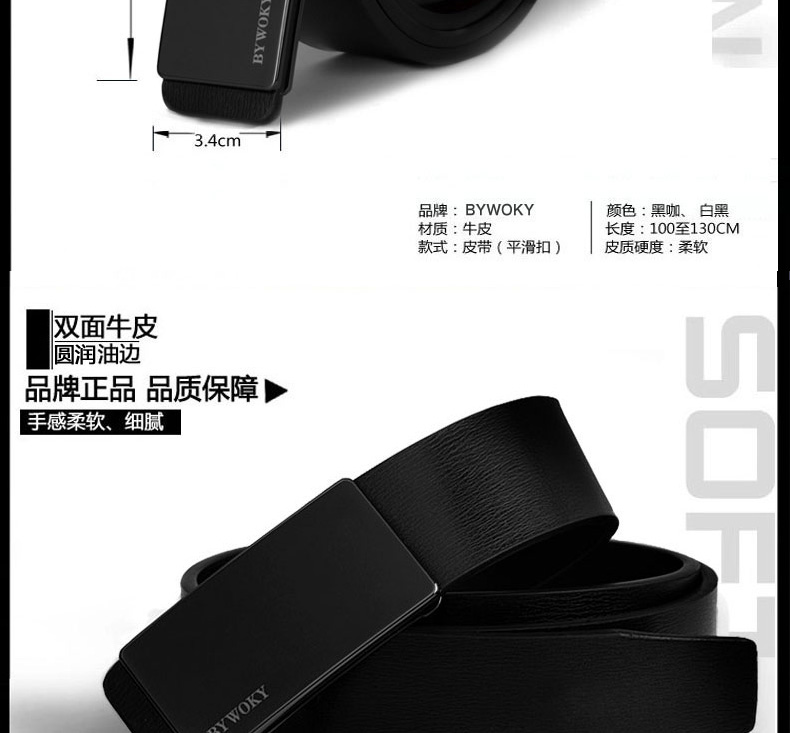 BYWOKY
3.4cm
品牌：BYWOKY
材质：牛皮
款式：皮带（平滑扣）
颜色：黑咖、 白黑
长度：100至130CM
皮质硬度：柔软
双面牛皮
圆润油边
品牌正品 品质保障
手感柔软、细腻
SOFT
BYWOKY